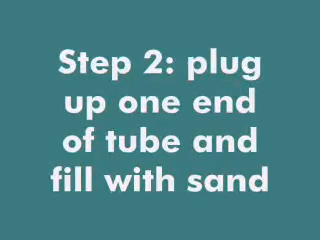 Step 2: plug
up one end
of tube and
fill with sand